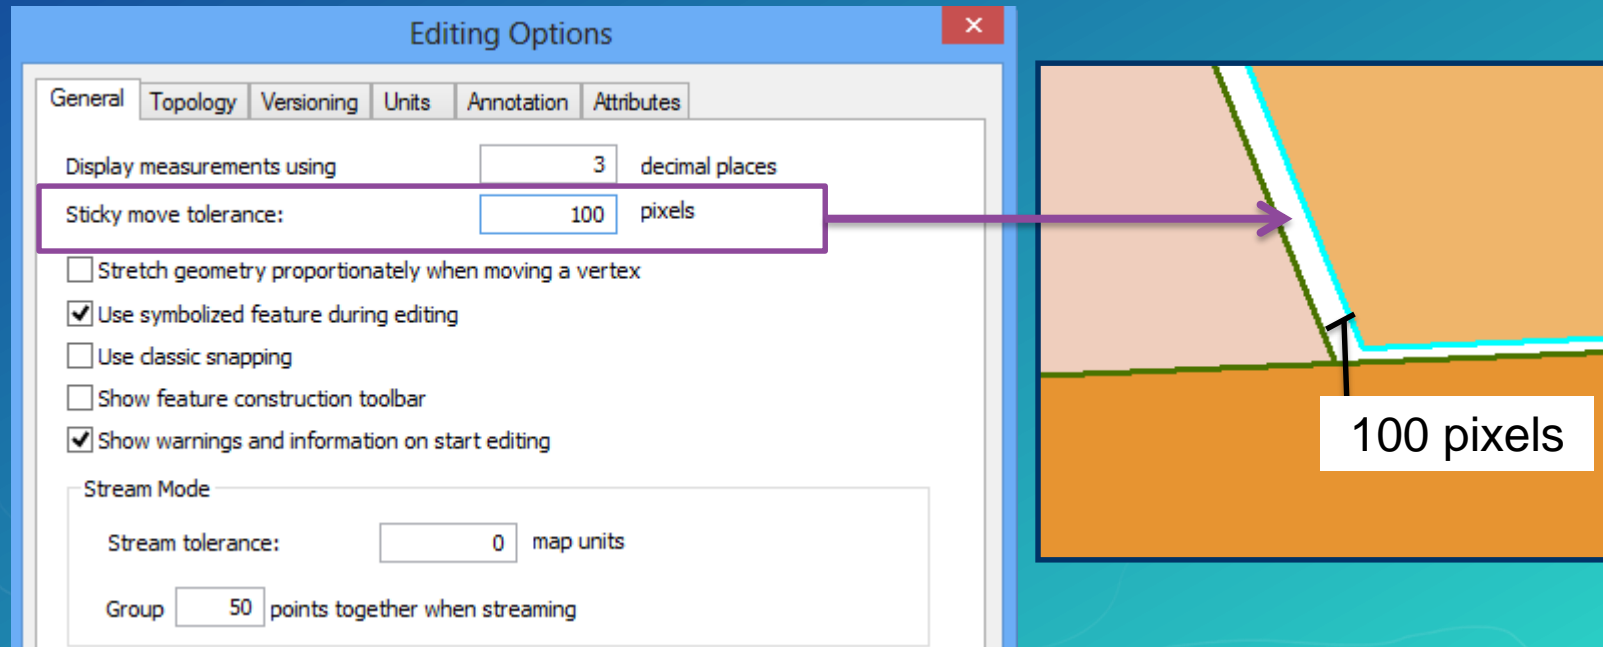 Editing Options
General Topology Versioning Units Annotation Attributes
Display measurements using 3 decimal places
Sticky move tolerance: 100 pixels
Stretch geometry proportionately when moving a vertex
Use symbolized feature during editing
Use classic snapping
Show feature construction toolbar
Show warnings and information on start editing
Stream Mode
Stream tolerance: 0 map units
Group 50 points together when streaming
100 pixels